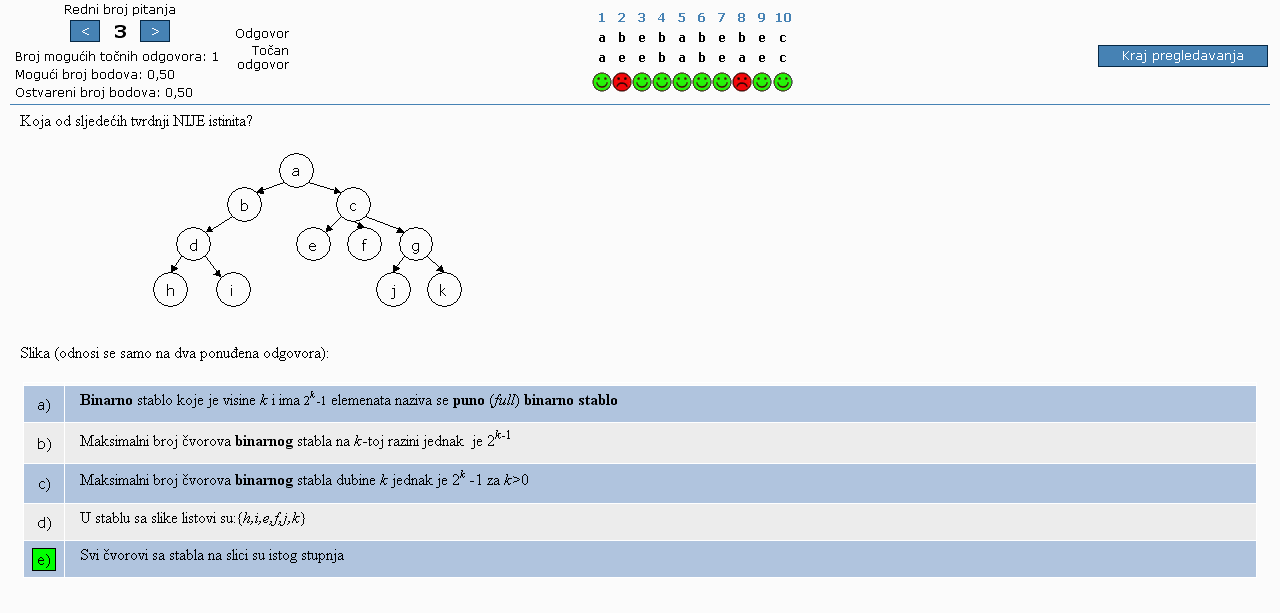 Redni broj pitanja
< 3 >
Broj mogućih točnih odgovora: 1
Mogući broj bodova: 0,50
Ostvareni broj bodova: 0,50
Odgovor
Točan
odgovor
1 2 3 4 5 6 7 8 9 10
a b e b a b e b e c
a e e b a b e a e c
Kraj pregledavanja
Koja od sljedećih tvrdnji NIJE istinita?
a
b c
d e f g
h i j k
Slika (odnosi se samo na dva ponuđena odgovora):
a) Binarno stablo koje je visine k i ima 2^k-1 elemenata naziva se puno (full) binarno stablo
b) Maksimalni broj čvorova binarnog stabla na k-toj razini jednak je 2^k-1
c) Maksimalni broj čvorova binarnog stabla dubine k jednak je 2^k -1 za k>0
d) U stablu sa slike listovi su:{h,i,e,f,j,k}
e) Svi čvorovi sa stabla na slici su istog stupnja